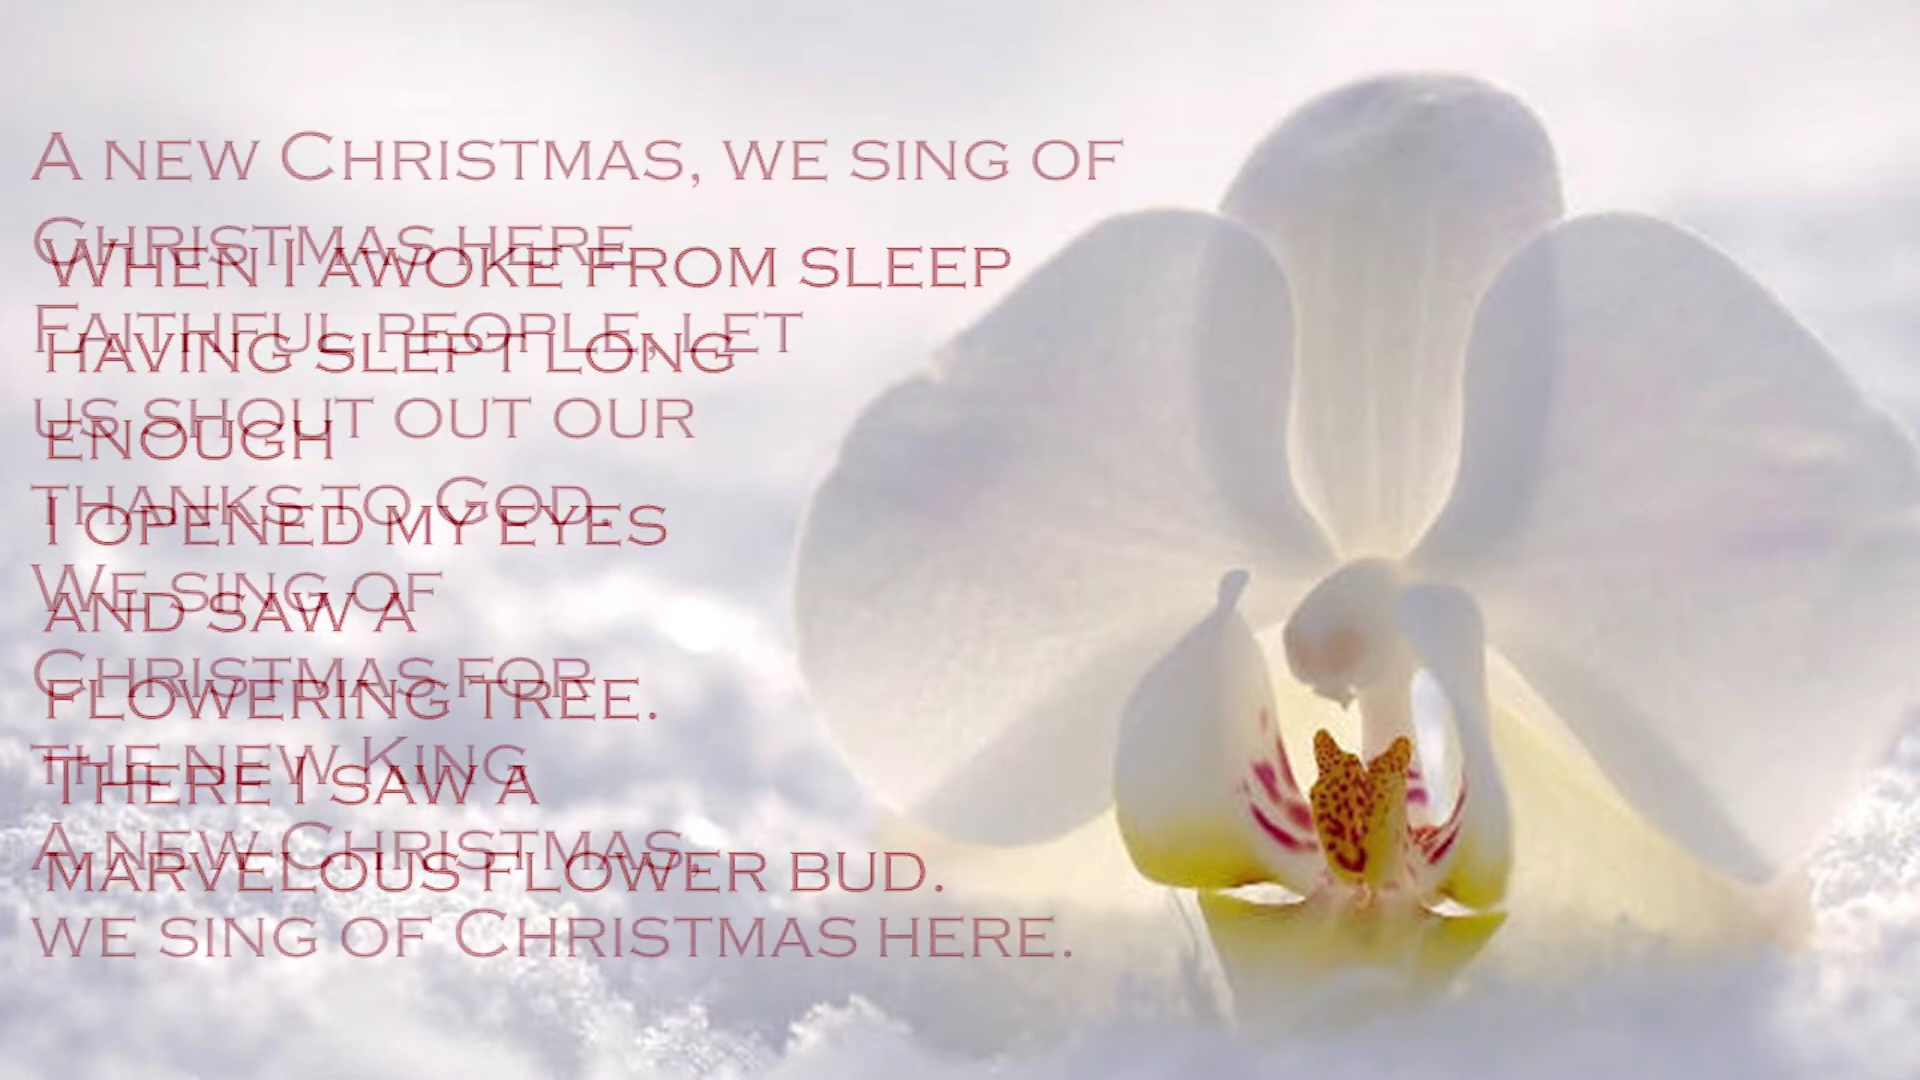 A new Christmas, we sing of
Christmas here
Faithful people, let
us shout out our
thanks to God.
We sing of
Christmas for
the new King
A new Christmas,
we sing of Christmas here.
When I awoke from sleep
having slept long
enough
I opened my eyes
and saw a
flowering tree.
There I saw a
marvelous flower bud.